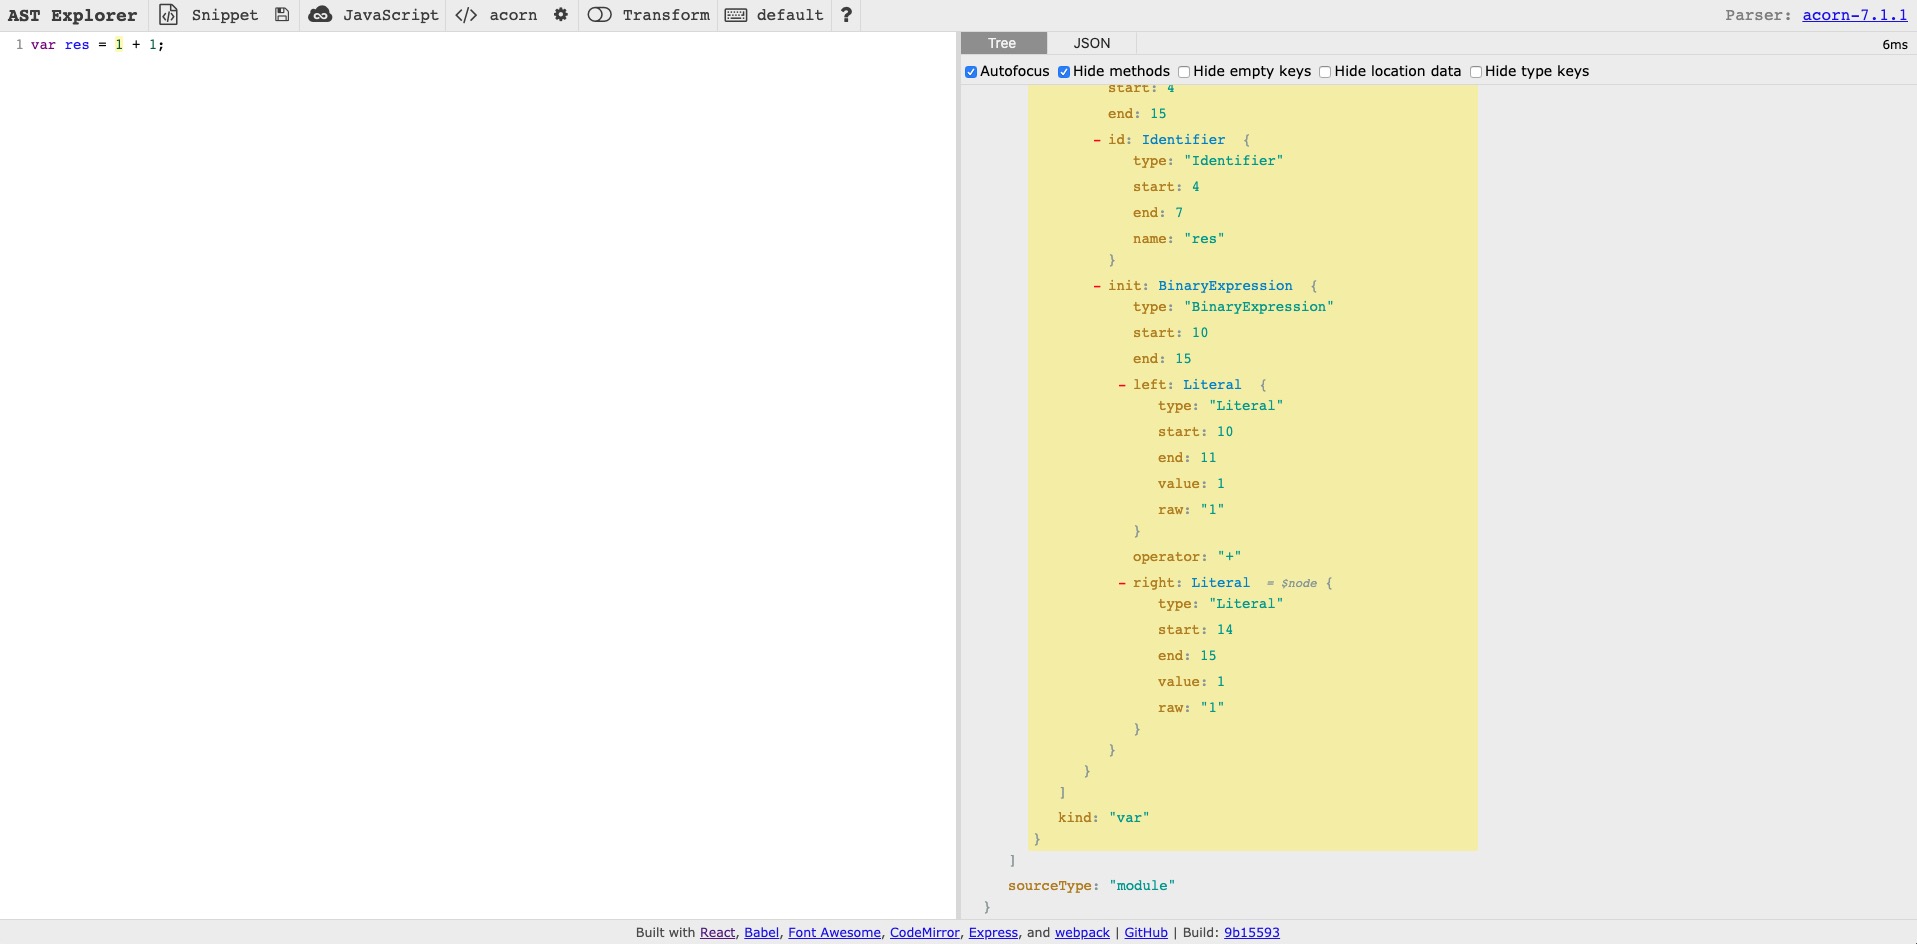 AST Explorer Snippet JavaScript </> acorn Transform default ? Parser: acorn-7.1.1
1 var res = 1 + 1;
Tree JSON 6ms
Autofocus Hide methods Hide empty keys Hide location data Hide type keys
start: 4
end: 15
- id: Identifier {
type: "Identifier"
start: 4
end: 7
name: "res"
}
- init: BinaryExpression {
type: "BinaryExpression"
start: 10
end: 15
- left: Literal {
type: "Literal"
start: 10
end: 11
value: 1
raw: "1"
}
operator: "+"
- right: Literal = $node {
type: "Literal"
start: 14
end: 15
value: 1
raw: "1"
}
}
}
]
kind: "var"
}
]
sourceType: "module"
}
Built with React, Babel, Font Awesome, CodeMirror, Express, and webpack | GitHub | Build: 9b15593